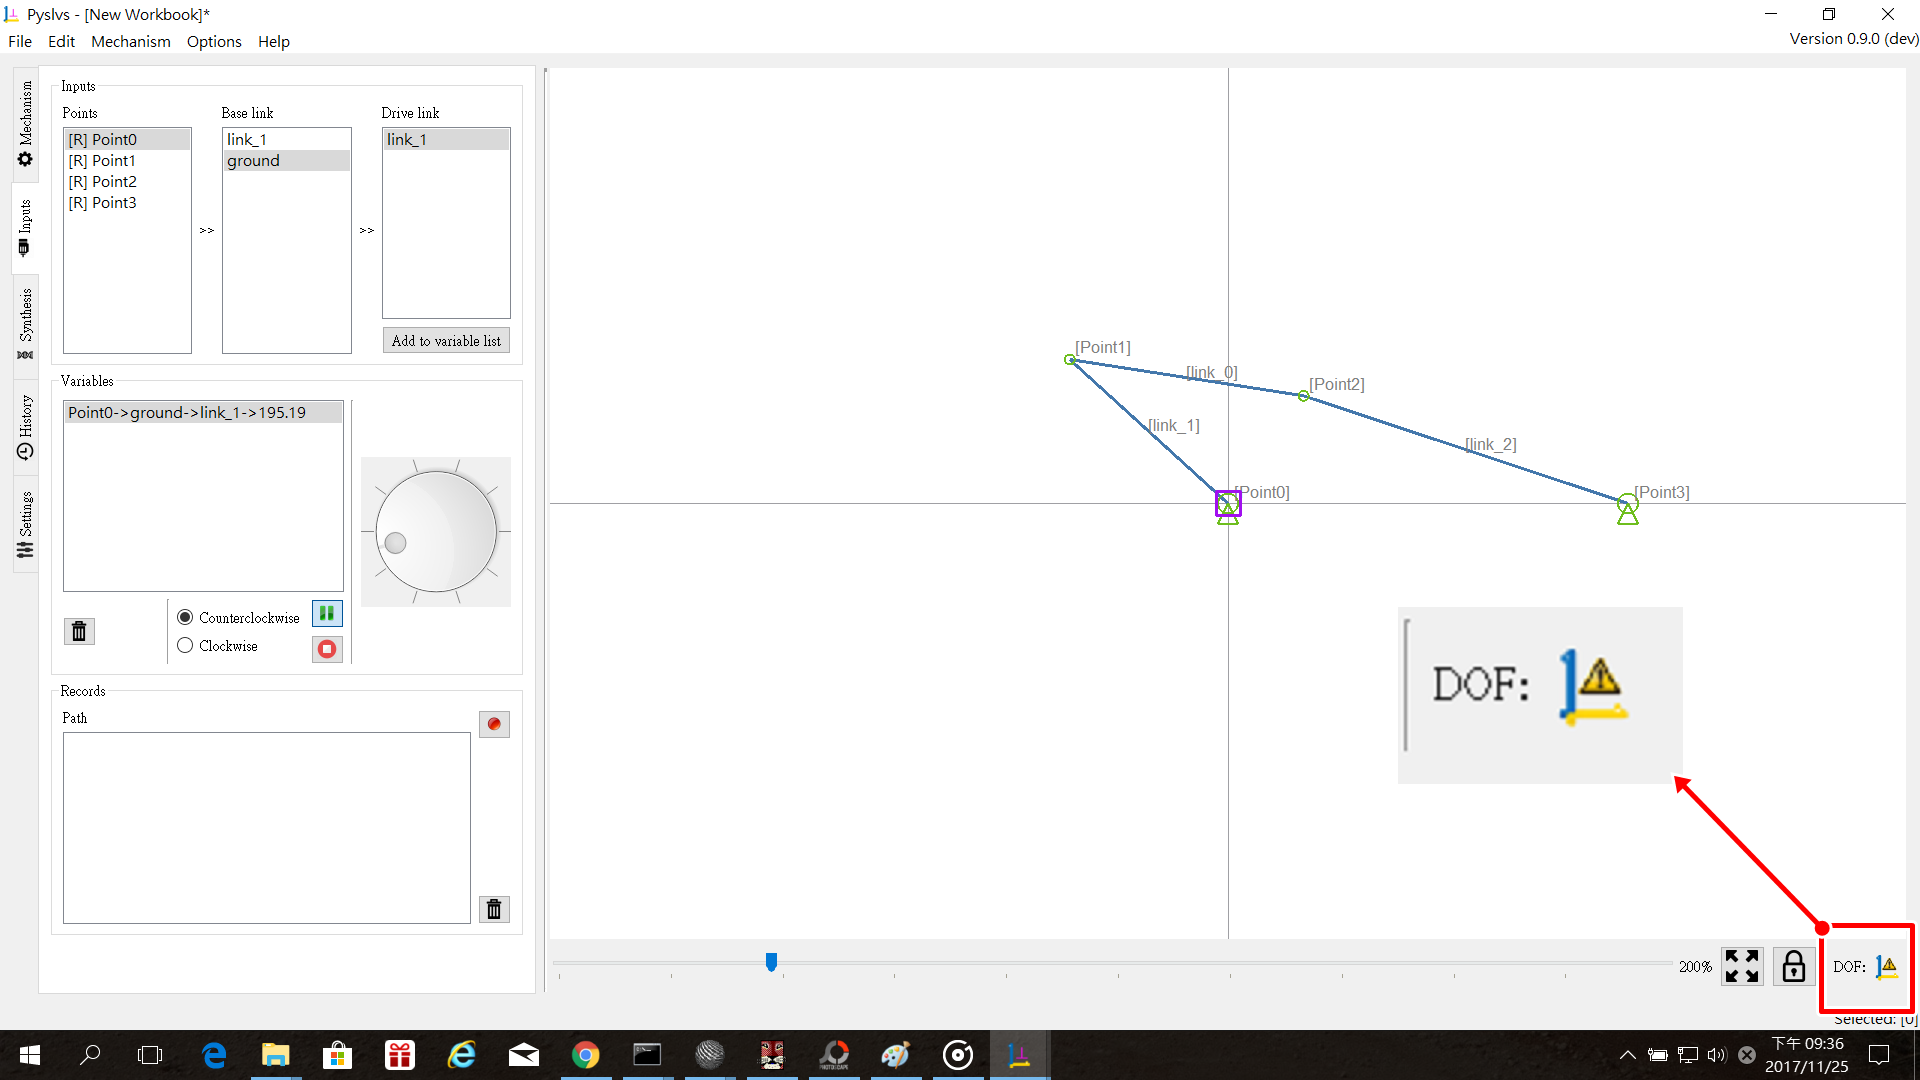 Pyslvs - [New Workbook]*
File Edit Mechanism Options Help
Version 0.9.0 (dev)
Mechanism
Inputs
Synthesis
History
Settings
Inputs
Points
Base link
Drive link
[R] Point0
[R] Point1
[R] Point2
[R] Point3
>>
link_1
ground
>>
link_1
Add to variable list
Variables
Point0->ground->link_1->195.19
Counterclockwise
Clockwise
Records
Path
[Point1]
[link_0]
[Point2]
[link_1]
[link_2]
[Point0]
[Point3]
DOF:
200%
DOF:
Selected: [0]
下午 09:36
2017/11/25